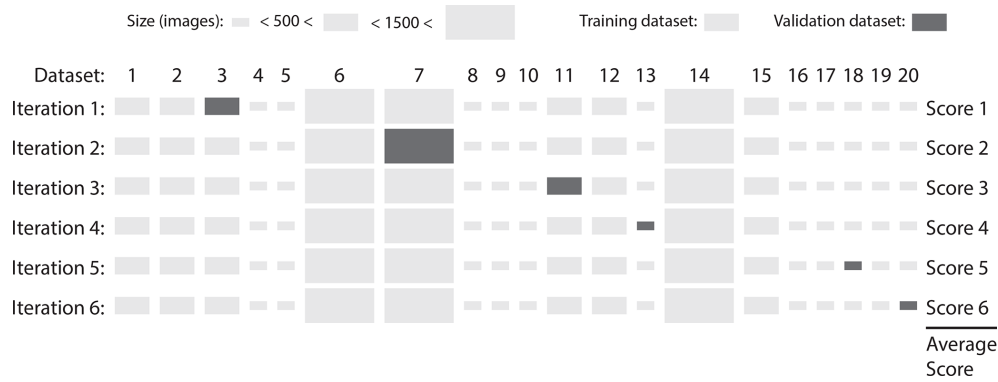 Size (images): < 500 < < 1500 < Training dataset: Validation dataset:
Dataset: 1 2 3 4 5 6 7 8 9 10 11 12 13 14 15 16 17 18 19 20
Iteration 1: Score 1
Iteration 2: Score 2
Iteration 3: Score 3
Iteration 4: Score 4
Iteration 5: Score 5
Iteration 6: Score 6
Average
Score